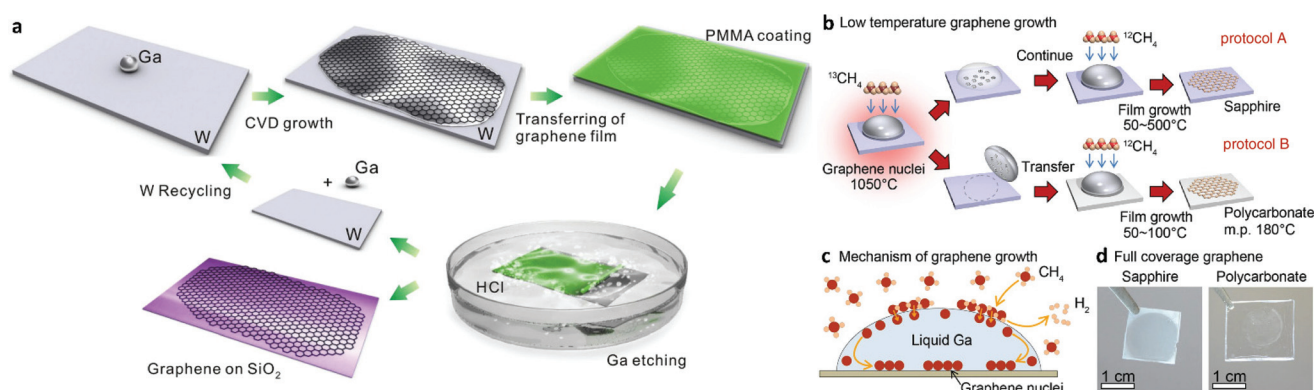 a
Ga
W
CVD growth
W
Transferring of
graphene film
PMMA coating
W Recycling
+
Ga
W
HCl
Ga etching
Graphene on SiO₂
b Low temperature graphene growth
¹³CH₄
Graphene nuclei
1050°C
Continue
¹²CH₄
protocol A
Film growth
50~500°C
Sapphire
Transfer
¹²CH₄
protocol B
Film growth
50~100°C
Polycarbonate
m.p. 180°C
c Mechanism of graphene growth
CH₄
H₂
Liquid Ga
Graphene nuclei
d Full coverage graphene
Sapphire
Polycarbonate
1 cm
1 cm